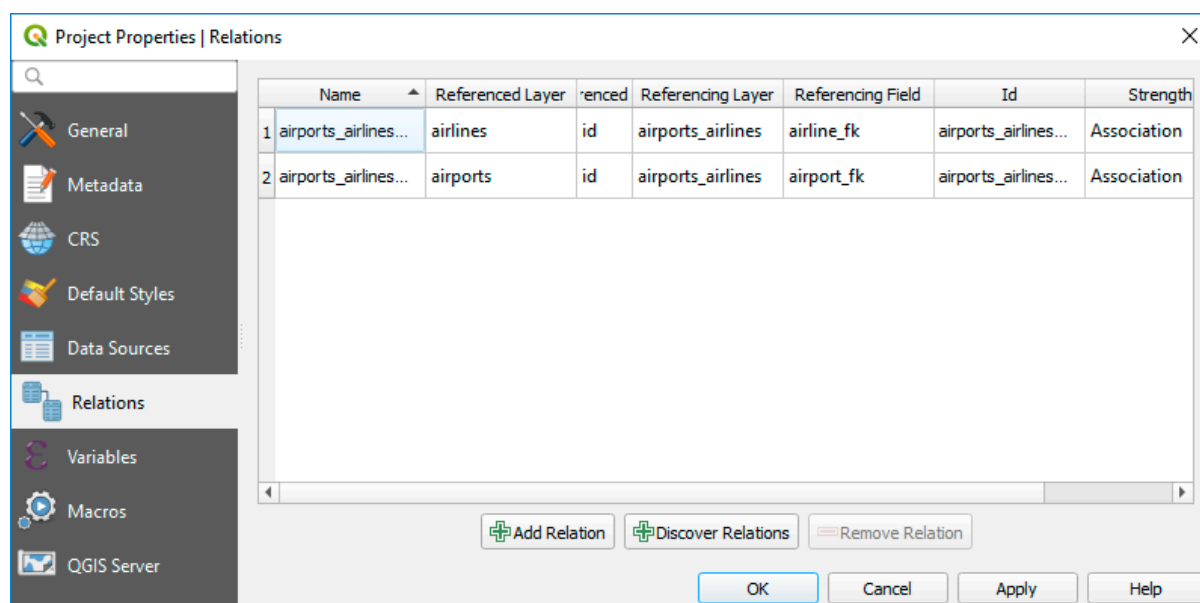 Project Properties | Relations
General
Metadata
CRS
Default Styles
Data Sources
Relations
Variables
Macros
QGIS Server
Name Referenced Layer renced Referencing Layer Referencing Field Id Strength
1 airports_airlines... airlines id airports_airlines airline_fk airports_airlines... Association
2 airports_airlines... airports id airports_airlines airport_fk airports_airlines... Association
Add Relation Discover Relations Remove Relation
OK Cancel Apply Help